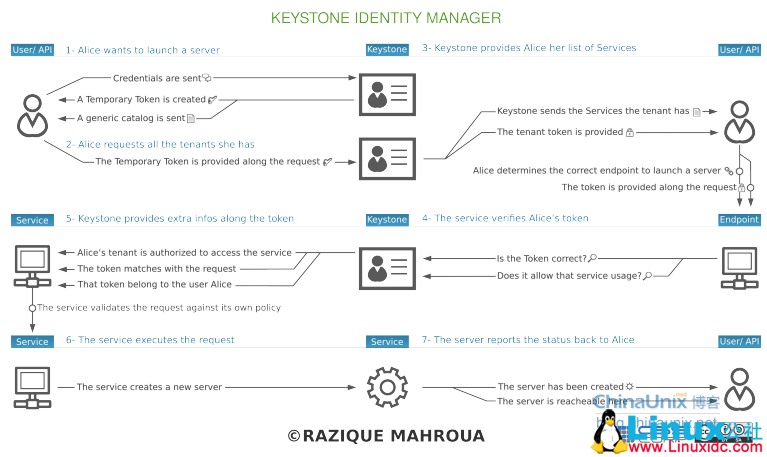 KEYSTONE IDENTITY MANAGER
User/ API
1- Alice wants to launch a server
Keystone
3- Keystone provides Alice her list of Services
User/ API
Credentials are sent
A Temporary Token is created
A generic catalog is sent
2- Alice requests all the tenants she has
The Temporary Token is provided along the request
Keystone sends the Services the tenant has
The tenant token is provided
Alice determines the correct endpoint to launch a server
The token is provided along the request
Service
5- Keystone provides extra infos along the token
Keystone
4- The service verifies Alice's token
Endpoint
Alice's tenant is authorized to access the service
The token matches with the request
That token belong to the user Alice
Is the Token correct?
Does it allow that service usage?
The service validates the request against its own policy
Service
6- The service executes the request
Service
7- The server reports the status back to Alice
User/ API
The service creates a new server
The server has been created
The server is reachable here
ChinaUnix 博客
©RAZIQUE MAHROUA
www.Linuxidc.com